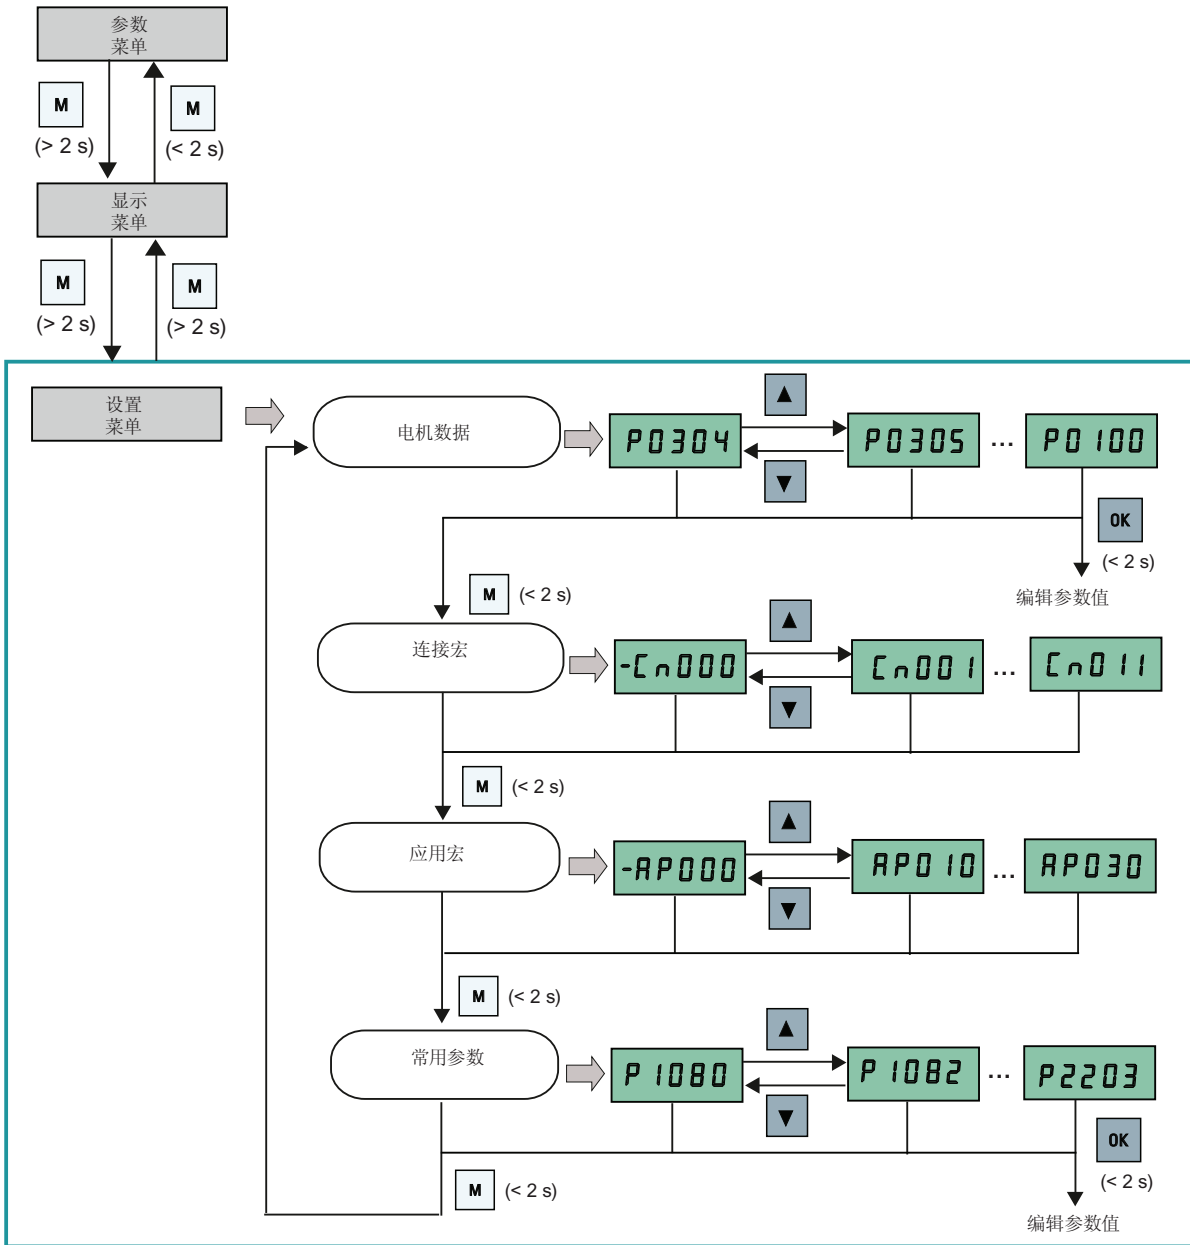 参数
菜单
M
M
(> 2 s)
(< 2 s)
显示
菜单
M
M
(> 2 s)
(> 2 s)
设置
菜单
电机数据
P0304
P0305
...
P0100
OK
(< 2 s)
编辑参数值
M (< 2 s)
连接宏
-Cn000
Cn001
...
Cn011
M (< 2 s)
应用宏
-AP000
AP010
...
AP030
M (< 2 s)
常用参数
P1080
P1082
...
P2203
OK
(< 2 s)
编辑参数值
M (< 2 s)